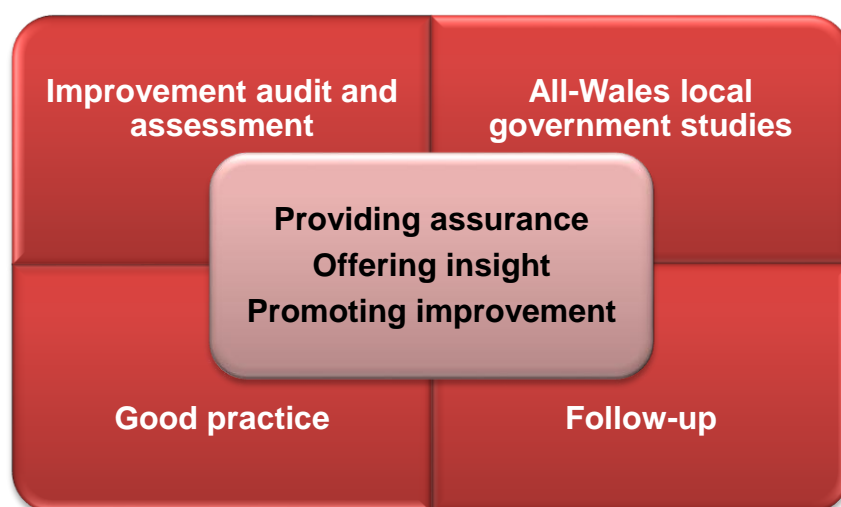 Improvement audit and
assessment
All-Wales local
government studies
Providing assurance
Offering insight
Promoting improvement
Good practice
Follow-up